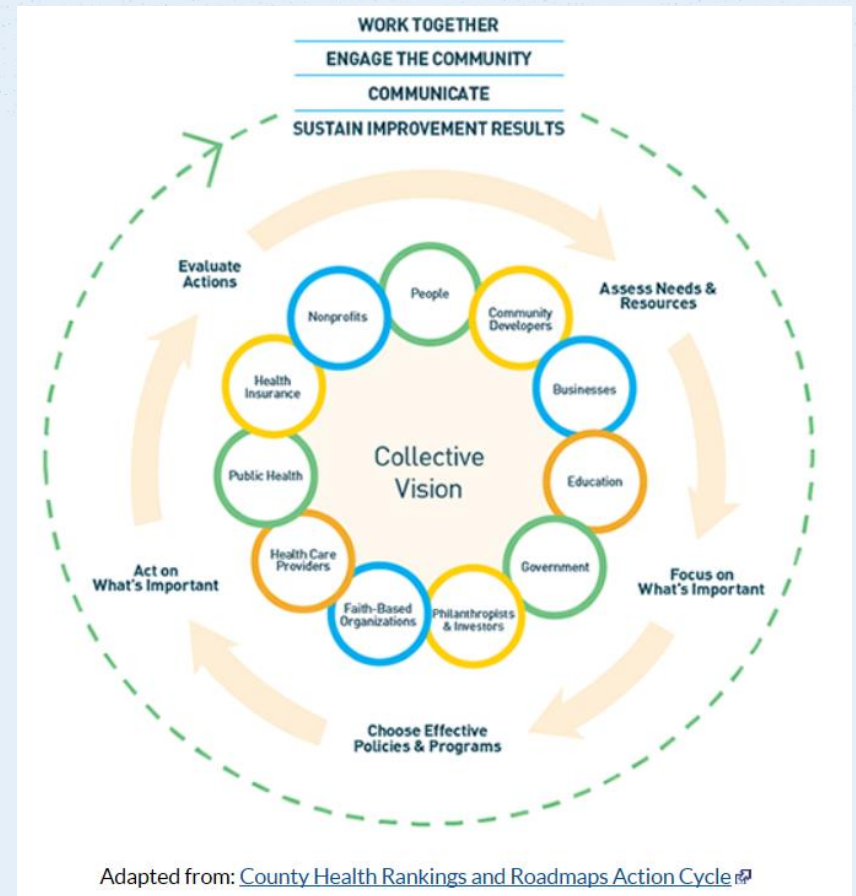 WORK TOGETHER
ENGAGE THE COMMUNITY
COMMUNICATE
SUSTAIN IMPROVEMENT RESULTS
Evaluate
Actions
Assess Needs &
Resources
People
Nonprofits
Community
Developers
Health
Insurance
Businesses
Collective
Vision
Public Health
Education
Health Care
Providers
Government
Act on
What's Important
Focus on
What's Important
Faith-Based
Organizations
Philanthropists
& Investors
Choose Effective
Policies & Programs
Adapted from: County Health Rankings and Roadmaps Action Cycle